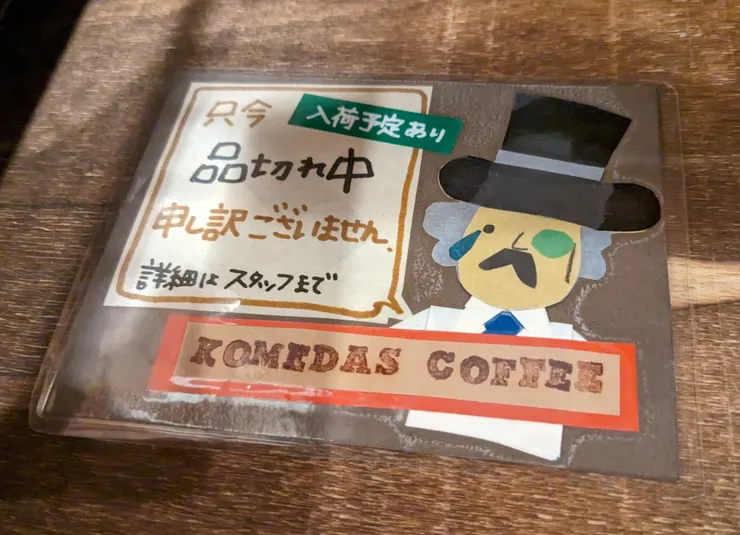 只今
入荷予定あり
品切れ中
申し訳ございません.
詳細はスタッフまで
KOMEDAS COFFEE